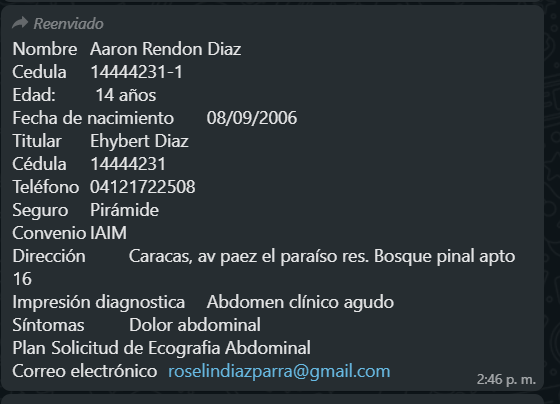 Reenviado
Nombre Aaron Rendon Diaz
Cedula 14444231-1
Edad: 14 años
Fecha de nacimiento 08/09/2006
Titular Ehybert Diaz
Cédula 14444231
Teléfono 04121722508
Seguro Pirámide
Convenio IAIM
Dirección Caracas, av paez el paraíso res. Bosque pinal apto
16
Impresión diagnostica Abdomen clínico agudo
Síntomas Dolor abdominal
Plan Solicitud de Ecografia Abdominal
Correo electrónico roselindiazparra@gmail.com
2:46 p. m.